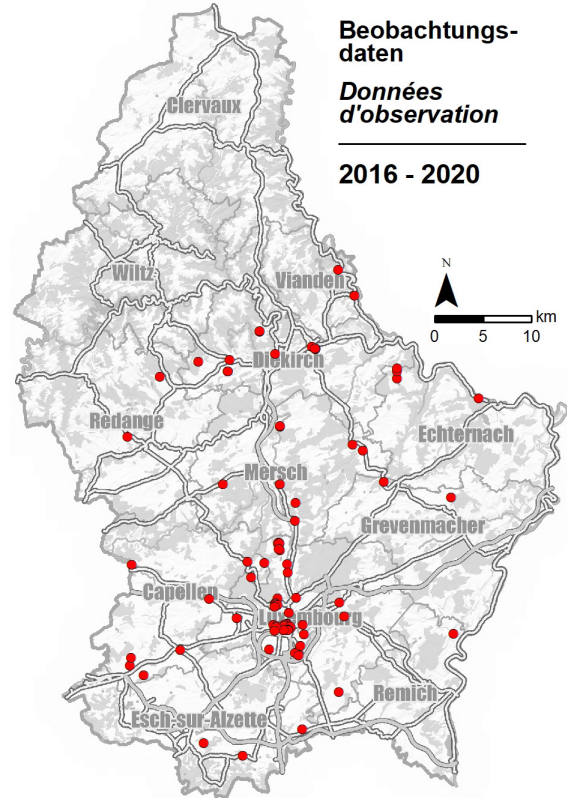 Beobachtungs-
daten
Données
d'observation
2016 - 2020
Clervaux
Wiltz
Vianden
N
km
0 5 10
Diekirch
Redange
Echternach
Mersch
Grevenmacher
Capellen
Luxembourg
Remich
Esch-sur-Alzette